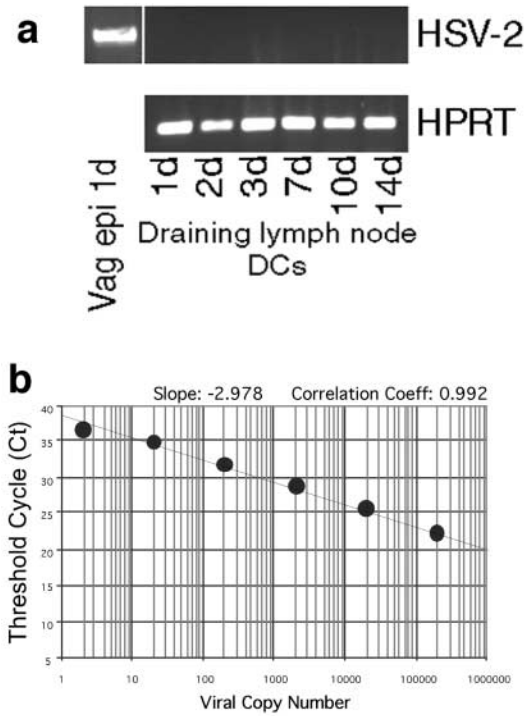 a
HSV-2
HPRT
Vag epi 1d
1d 2d 3d 7d 10d 14d
Draining lymph node
DCs
b
Slope: -2.978 Correlation Coeff: 0.992
Threshold Cycle (Ct)
40
35
30
25
20
15
10
5
1 10 100 1000 10000 100000 1000000
Viral Copy Number